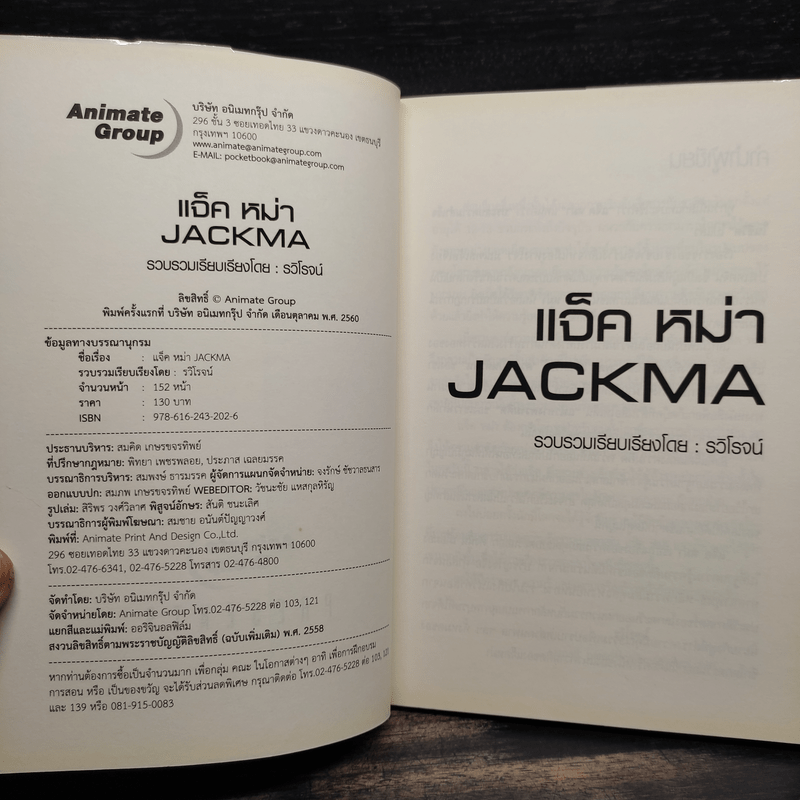 Animate
Group
บริษัท อนิเมทกรุ๊ป จำกัด
296 ชั้น 3 ซอยเทอดไทย 33 แขวงดาวคะนอง เขตธนบุรี
กรุงเทพฯ 10600
www.animate@animategroup.com
E-MAIL: pocketbook@animategroup.com
แจ็ค หม่า
JACKMA
รวบรวมเรียบเรียงโดย : รวิโรจน์
ลิขสิทธิ์ © Animate Group
พิมพ์ครั้งแรกที่ บริษัท อนิเมทกรุ๊ป จำกัด เดือนตุลาคม พ.ศ. 2560
ข้อมูลทางบรรณานุกรม
ชื่อเรื่อง : แจ็ค หม่า JACKMA
รวบรวมเรียบเรียงโดย : รวิโรจน์
จำนวนหน้า : 152 หน้า
ราคา : 130 บาท
ISBN : 978-616-243-202-6
ประธานบริหาร: สมคิด เกษรขจรทิพย์
ที่ปรึกษากฎหมาย: พิทยา เพชรพลอย, ประภาส เฉลยมรรค
บรรณาธิการบริหาร: สมพงษ์ ธารมรรค ผู้จัดการแผนกจัดจำหน่าย: จงรักษ์ ชัชวาลธนสาร
ออกแบบปก: สมภพ เกษรขจรทิพย์ WEBEDITOR: วัชนะชัย แหสกุลหิรัญ
รูปเล่ม: สิริพร วงศ์วิลาศ พิสูจน์อักษร: สันติ ชนะเลิศ
บรรณาธิการผู้พิมพ์โฆษณา: สมชาย อนันต์ปัญญาวงศ์
พิมพ์ที่: Animate Print And Design Co.,Ltd.
296 ซอยเทอดไทย 33 แขวงดาวคะนอง เขตธนบุรี กรุงเทพฯ 10600
โทร.02-476-6341, 02-476-5228 โทรสาร 02-476-4800
จัดทำโดย: บริษัท อนิเมทกรุ๊ป จำกัด
จัดจำหน่ายโดย: Animate Group โทร.02-476-5228 ต่อ 103, 121
แยกสีและแม่พิมพ์: ออริจินอลฟิล์ม
สงวนลิขสิทธิ์ตามพระราชบัญญัติลิขสิทธิ์ (ฉบับเพิ่มเติม) พ.ศ. 2558
หากท่านต้องการซื้อเป็นจำนวนมาก เพื่อกลุ่ม คณะ ในโอกาสต่างๆ อาทิ เพื่อการฝึกอบรม
การสอน หรือ เป็นของขวัญ จะได้รับส่วนลดพิเศษ กรุณาติดต่อ โทร.02-476-5228 ต่อ 103, 121
และ 139 หรือ 081-915-0083
แจ็ค หม่า
JACKMA
รวบรวมเรียบเรียงโดย : รวิโรจน์